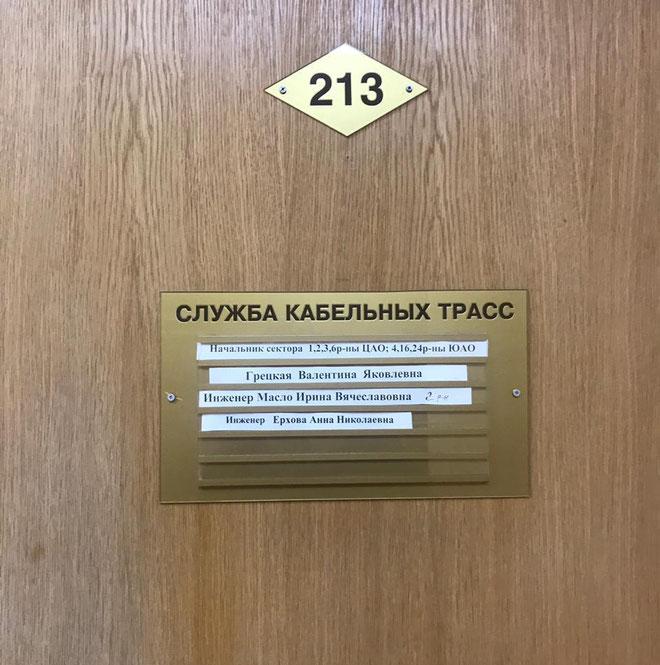 213
СЛУЖБА КАБЕЛЬНЫХ ТРАСС
Начальник сектора 1,2,3,6р-ны ЦАО; 4,16,24р-ны ЮАО
Грецкая Валентина Яковлевна
Инженер Масло Ирина Вячеславовна 2 р-н
Инженер Ерхова Анна Николаевна